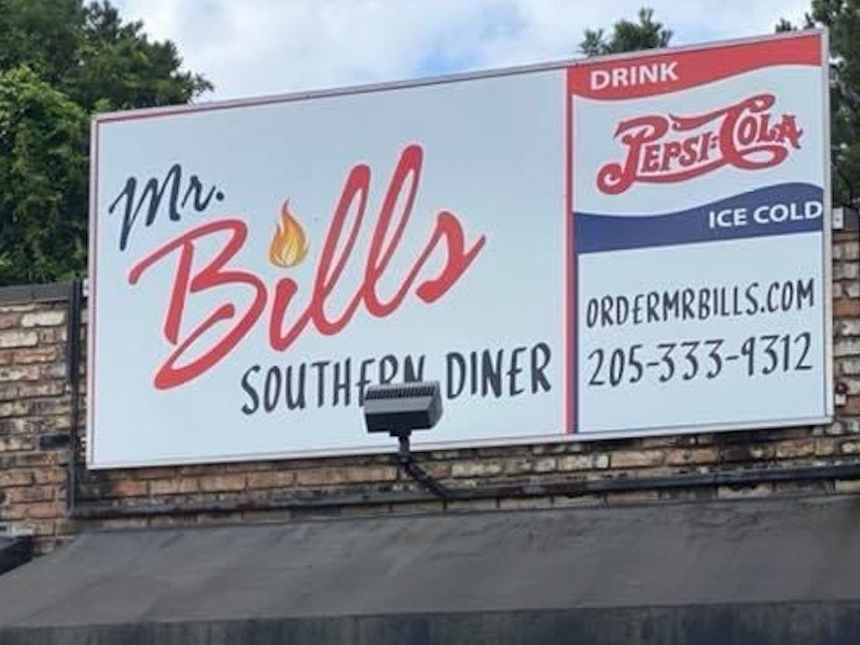 Mr.
Bills
SOUTHERN DINER
DRINK
PEPSI-COLA
ICE COLD
ORDERMRBILLS.COM
205-333-9312